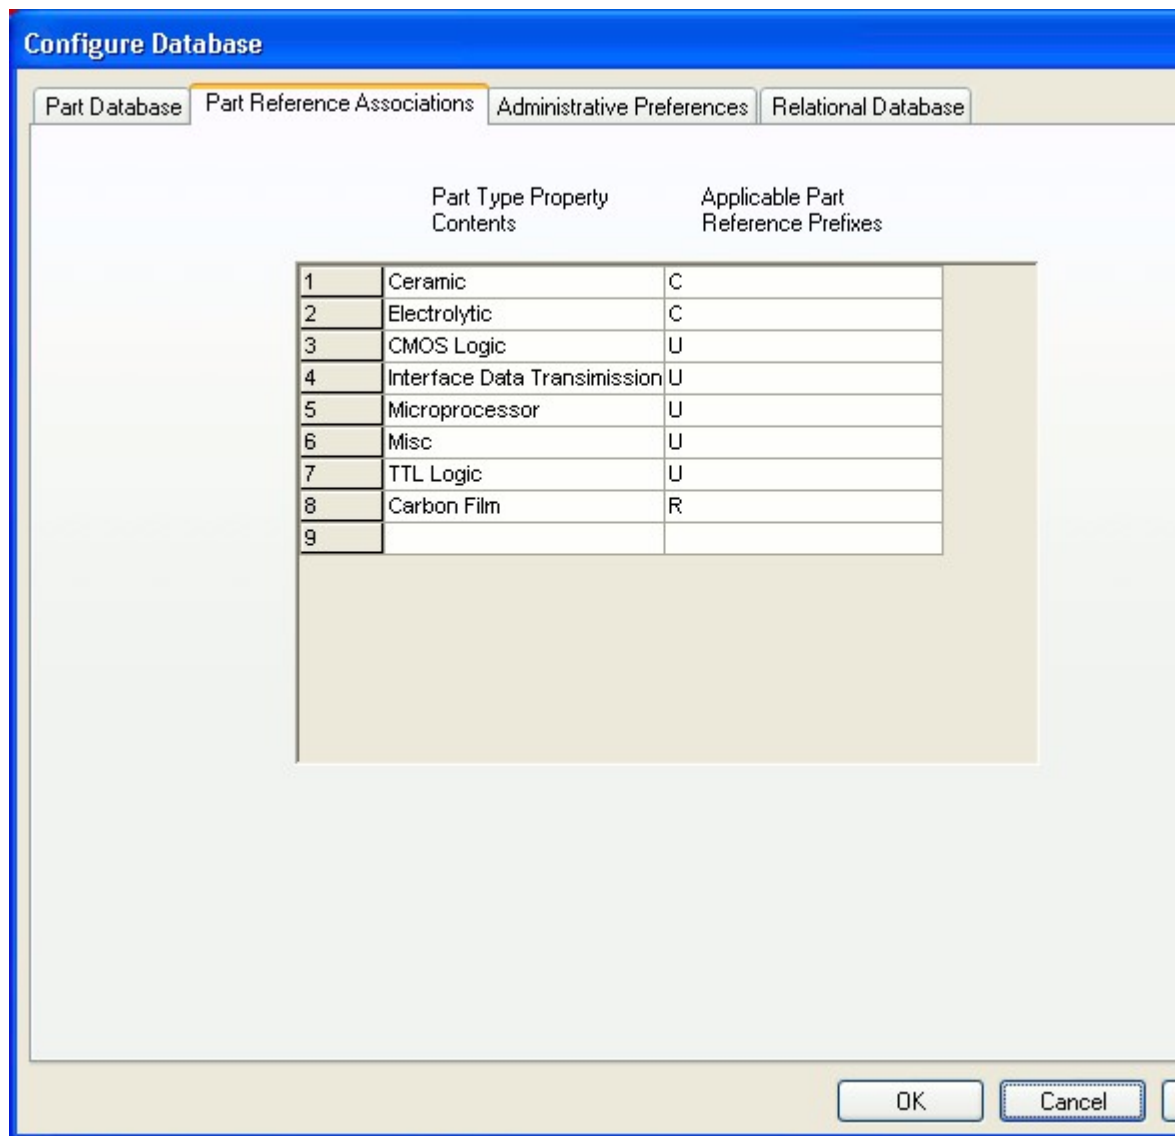 Configure Database
Part Database Part Reference Associations Administrative Preferences Relational Database
Part Type Property Contents
Applicable Part Reference Prefixes
1 Ceramic C
2 Electrolytic C
3 CMOS Logic U
4 Interface Data Transimission U
5 Microprocessor U
6 Misc U
7 TTL Logic U
8 Carbon Film R
9
OK Cancel